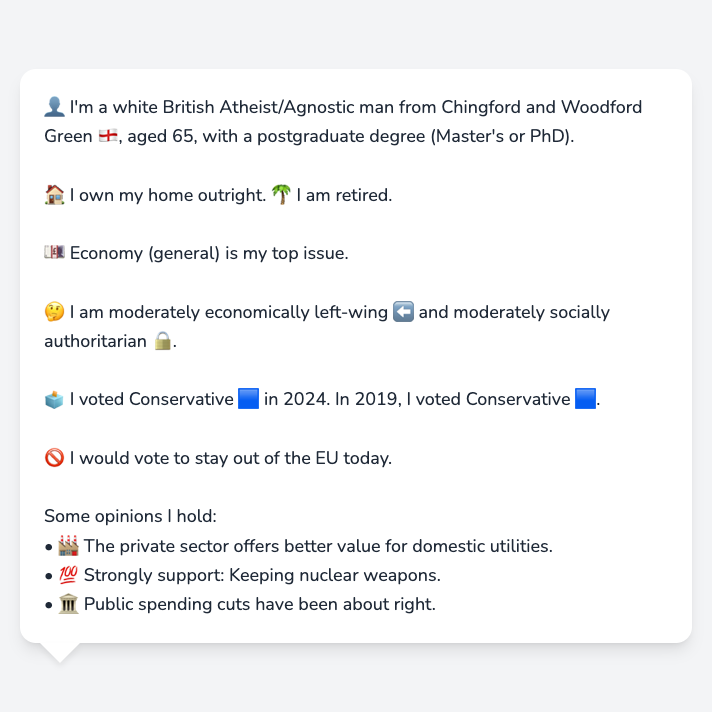 👤 I'm a white British Atheist/Agnostic man from Chingford and Woodford
Green 🏴󠁧󠁢󠁥󠁮󠁧󠁿, aged 65, with a postgraduate degree (Master's or PhD).
🏠 I own my home outright. 🌴 I am retired.
💷 Economy (general) is my top issue.
🤔 I am moderately economically left-wing ⬅️ and moderately socially
authoritarian 🔒.
🗳️ I voted Conservative 🟦 in 2024. In 2019, I voted Conservative 🟦.
🚫 I would vote to stay out of the EU today.
Some opinions I hold:
• 🏭 The private sector offers better value for domestic utilities.
• 💯 Strongly support: Keeping nuclear weapons.
• 🏛️ Public spending cuts have been about right.